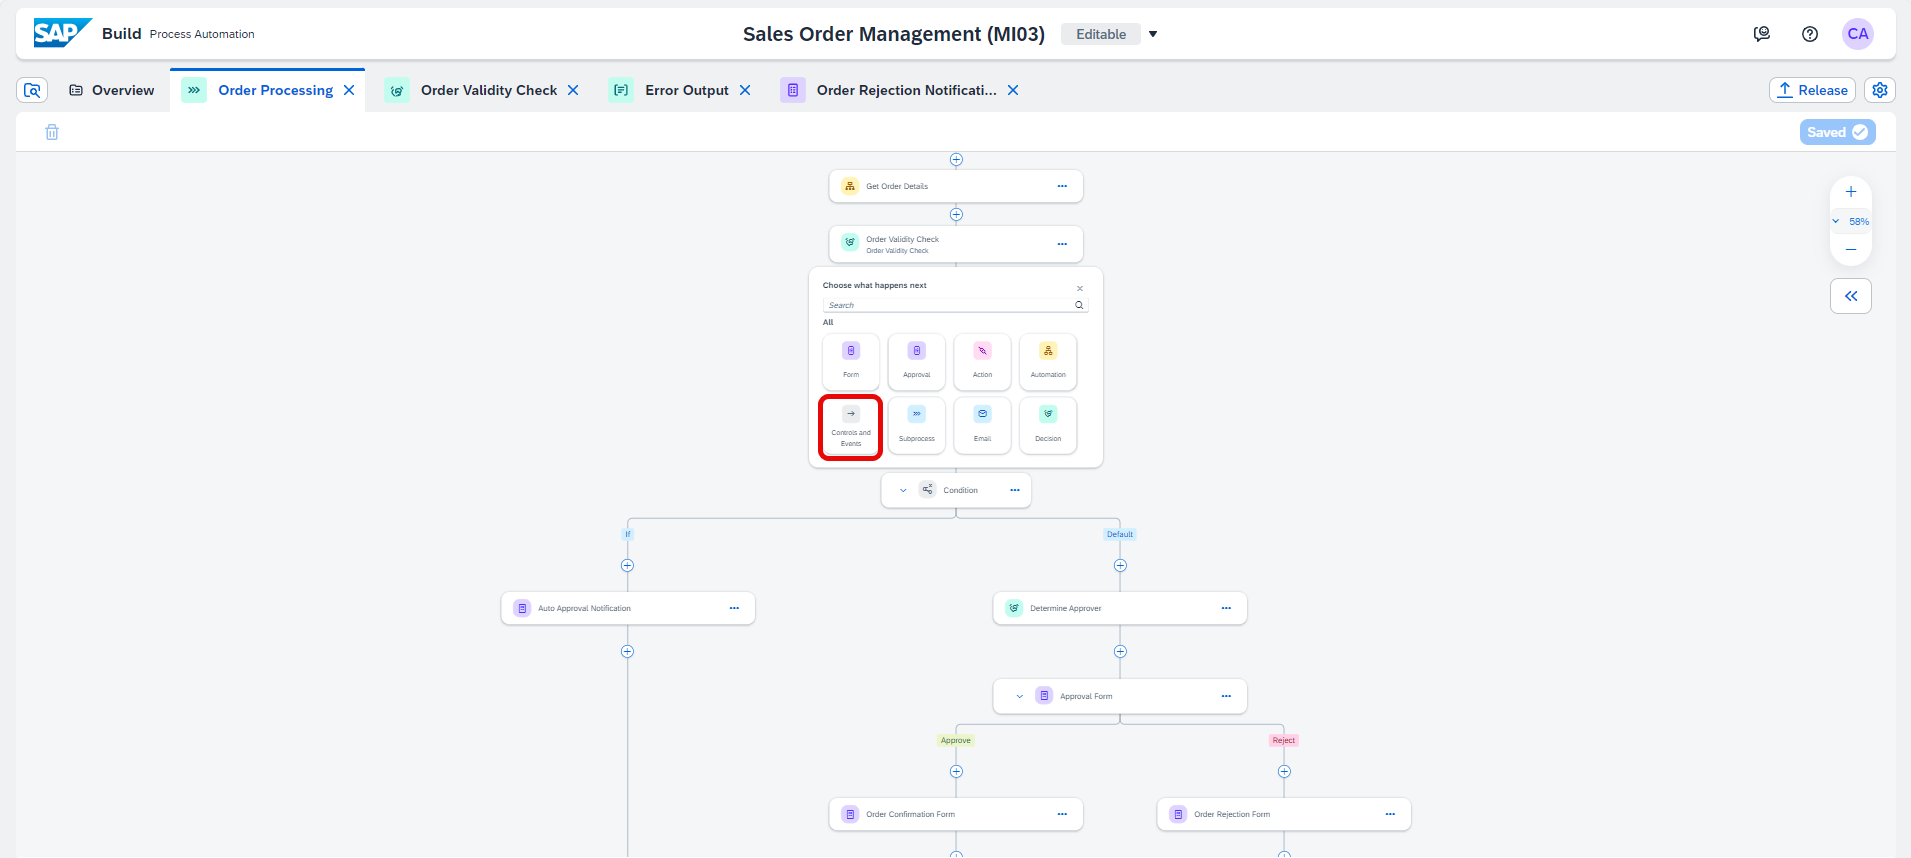 SAP Build Process Automation
Sales Order Management (MI03) Editable
CA
Overview
Order Processing
Order Validity Check
Error Output
Order Rejection Notificati...
Release
Saved
Get Order Details
Order Validity Check
Order Validity Check
58%
Choose what happens next
Search
All
Form
Approval
Action
Automation
Controls and
Events
Subprocess
Email
Decision
Condition
If
Default
Auto Approval Notification
Determine Approver
Approval Form
Approve
Reject
Order Confirmation Form
Order Rejection Form